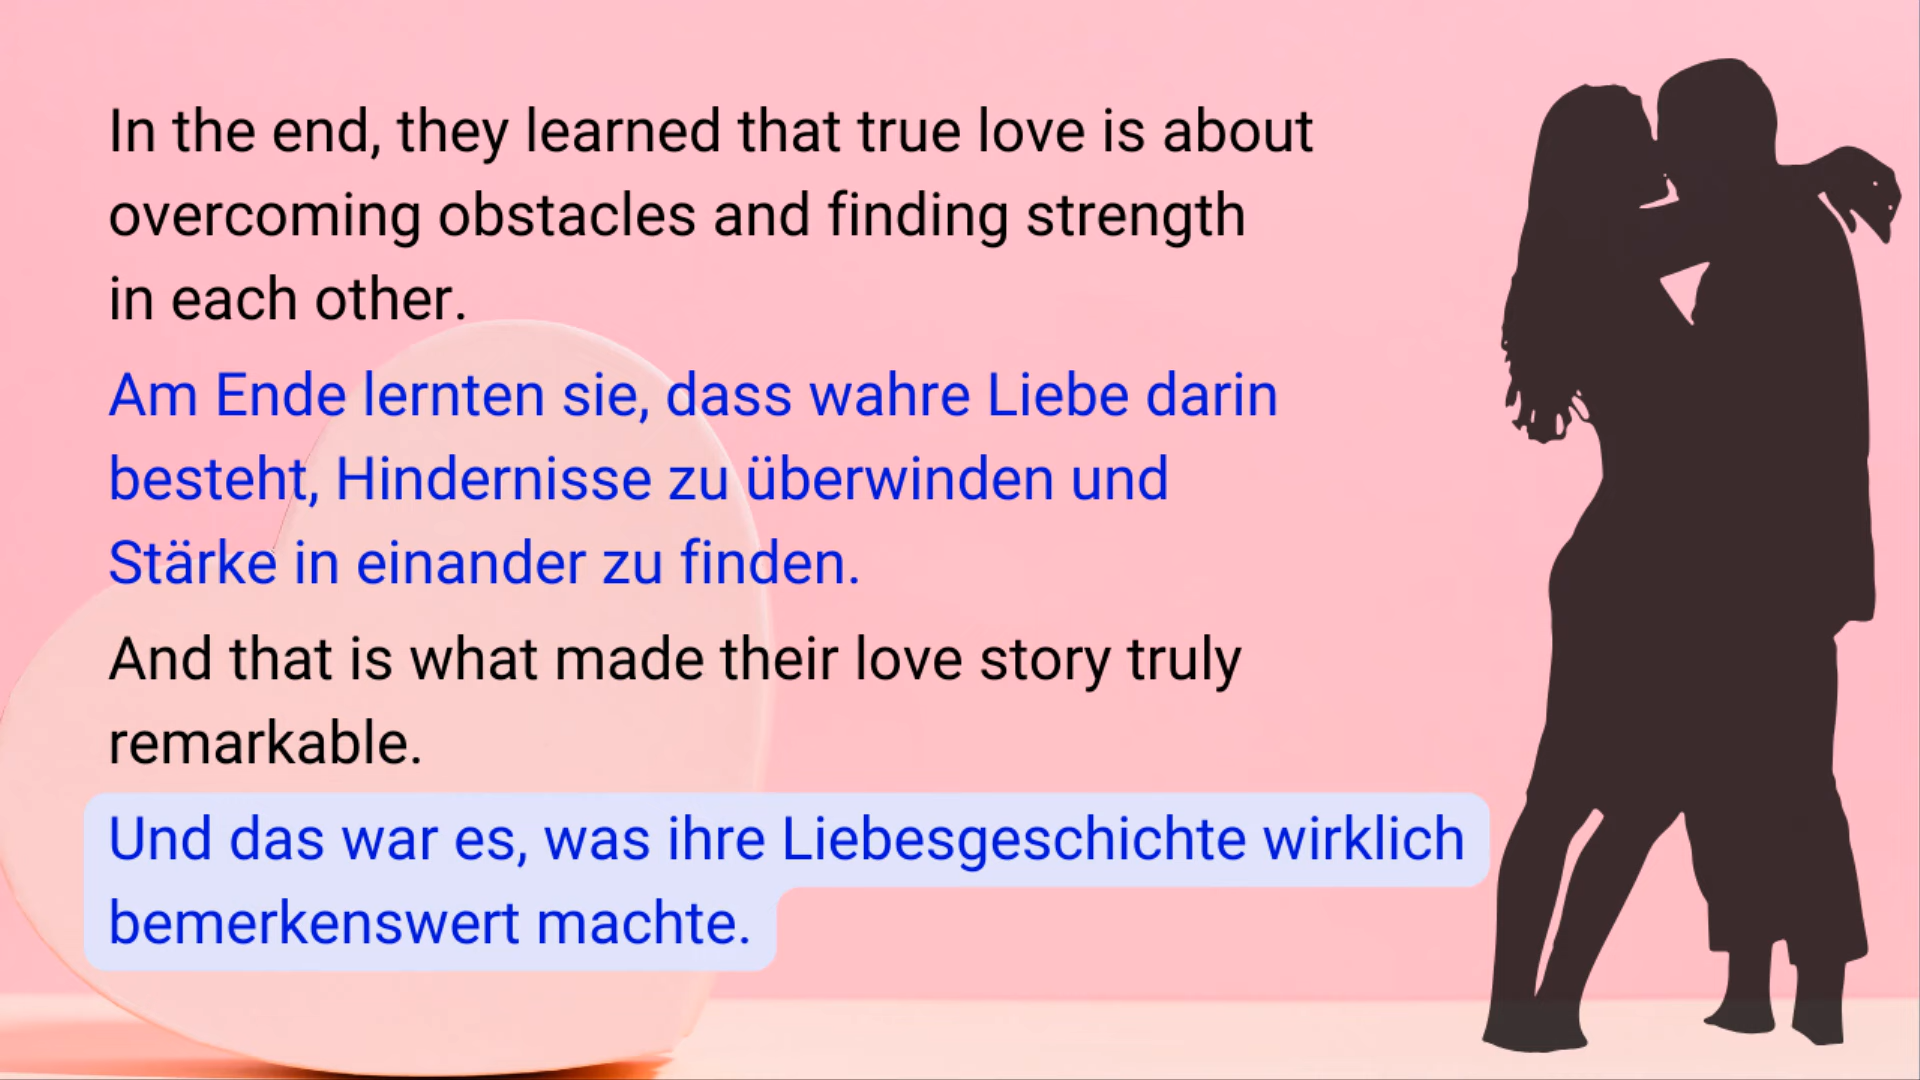 In the end, they learned that true love is about
overcoming obstacles and finding strength
in each other.
Am Ende lernten sie, dass wahre Liebe darin
besteht, Hindernisse zu überwinden und
Stärke in einander zu finden.
And that is what made their love story truly
remarkable.
Und das war es, was ihre Liebesgeschichte wirklich
bemerkenswert machte.